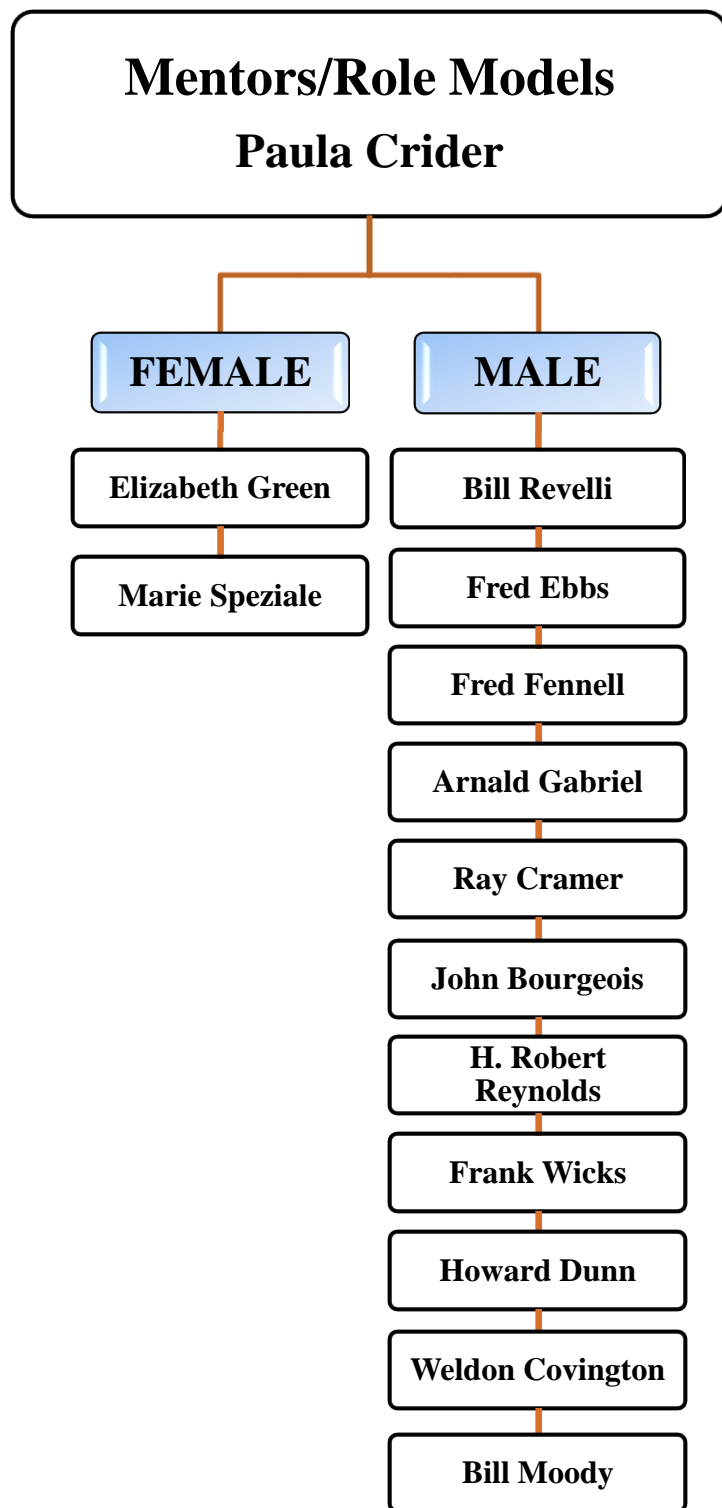 Mentors/Role Models
Paula Crider
FEMALE
MALE
Elizabeth Green
Marie Speziale
Bill Revelli
Fred Ebbs
Fred Fennell
Arnald Gabriel
Ray Cramer
John Bourgeois
H. Robert
Reynolds
Frank Wicks
Howard Dunn
Weldon Covington
Bill Moody